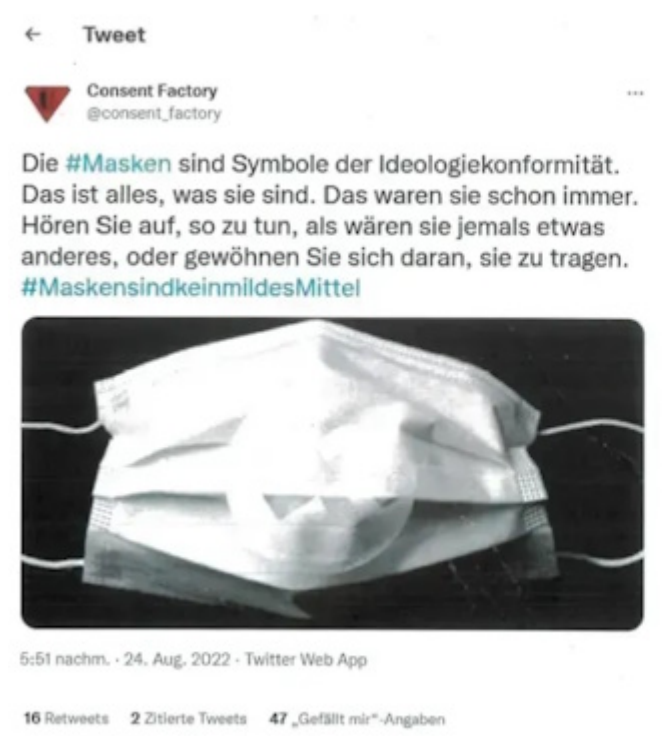 ← Tweet
Consent Factory
@consent_factory
...
Die #Masken sind Symbole der Ideologiekonformität.
Das ist alles, was sie sind. Das waren sie schon immer.
Hören Sie auf, so zu tun, als wären sie jemals etwas
anderes, oder gewöhnen Sie sich daran, sie zu tragen.
#MaskensindkeinmildesMittel
5:51 nachm. · 24. Aug. 2022 · Twitter Web App
16 Retweets 2 Zitierte Tweets 47 „Gefällt mir“-Angaben